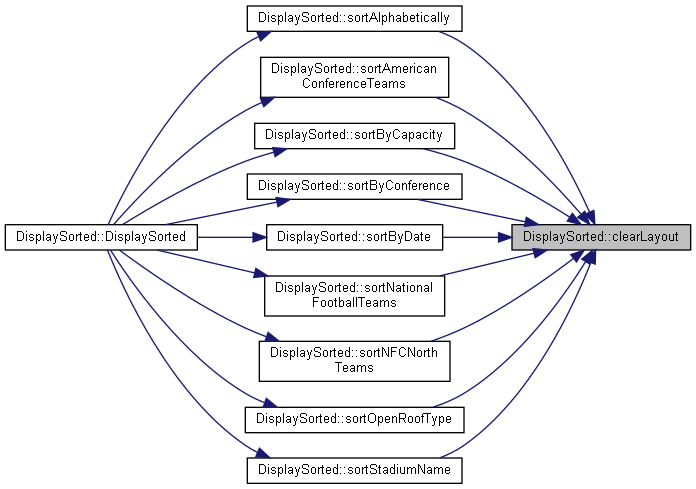 DisplaySorted::sortAlphabetically
DisplaySorted::sortAmerican
ConferenceTeams
DisplaySorted::sortByCapacity
DisplaySorted::sortByConference
DisplaySorted::DisplaySorted
DisplaySorted::sortByDate
DisplaySorted::clearLayout
DisplaySorted::sortNational
FootballTeams
DisplaySorted::sortNFCNorth
Teams
DisplaySorted::sortOpenRoofType
DisplaySorted::sortStadiumName